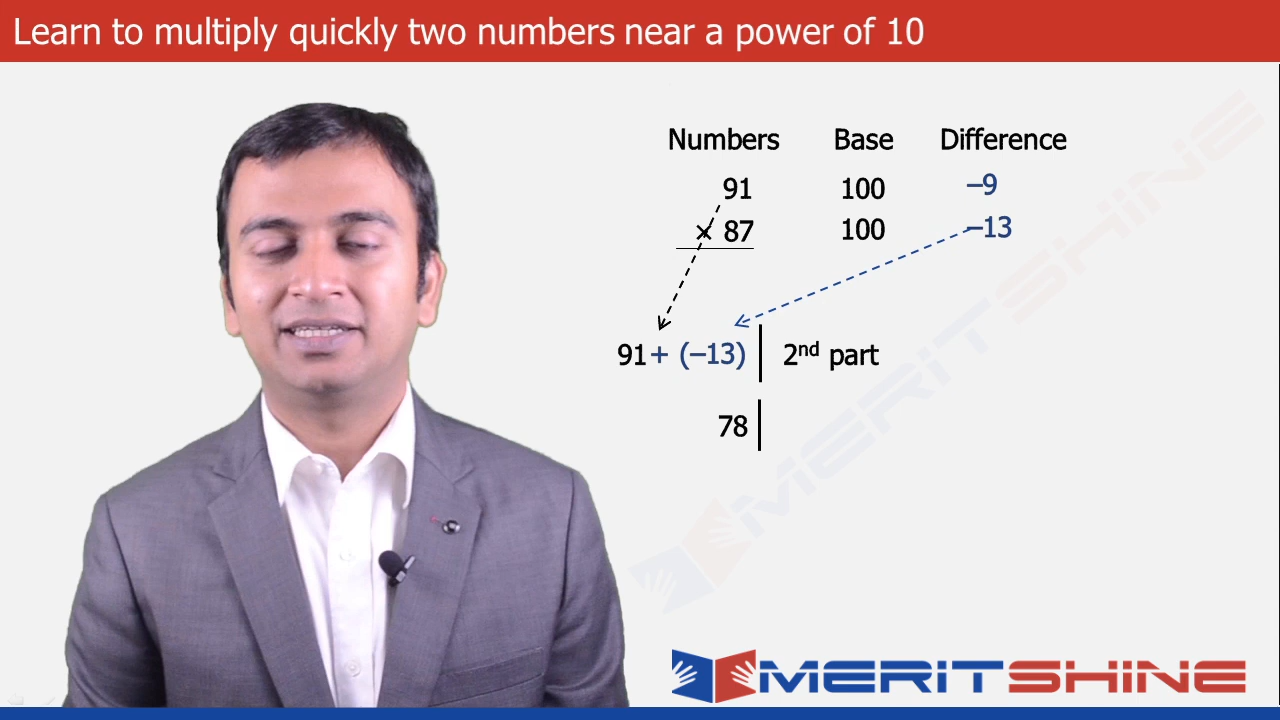 Learn to multiply quickly two numbers near a power of 10
Numbers Base Difference
91 100 –9
× 87 100 –13
91 + (–13) | 2nd part
78 |
MERITSHINE
MERITSHINE